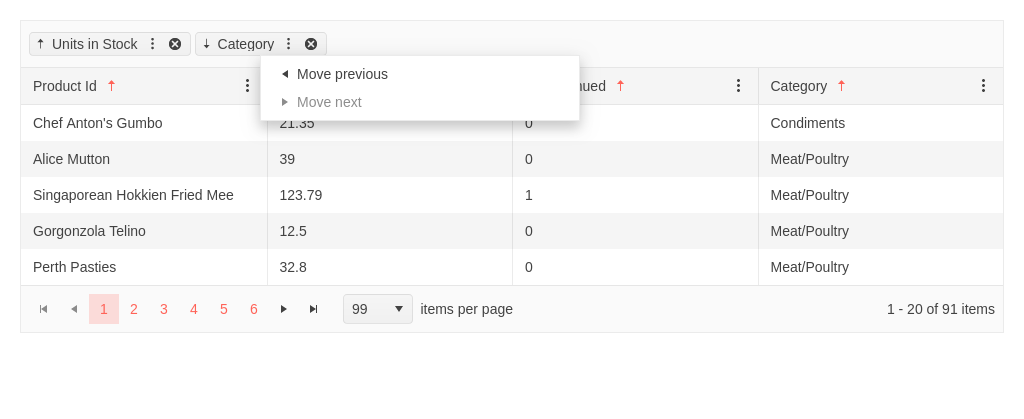 Units in Stock Category
Move previous
Move next
Product Id Category
Chef Anton's Gumbo 21.35 0 Condiments
Alice Mutton 39 0 Meat/Poultry
Singaporean Hokkien Fried Mee 123.79 1 Meat/Poultry
Gorgonzola Telino 12.5 0 Meat/Poultry
Perth Pasties 32.8 0 Meat/Poultry
1 2 3 4 5 6 99 items per page 1 - 20 of 91 items